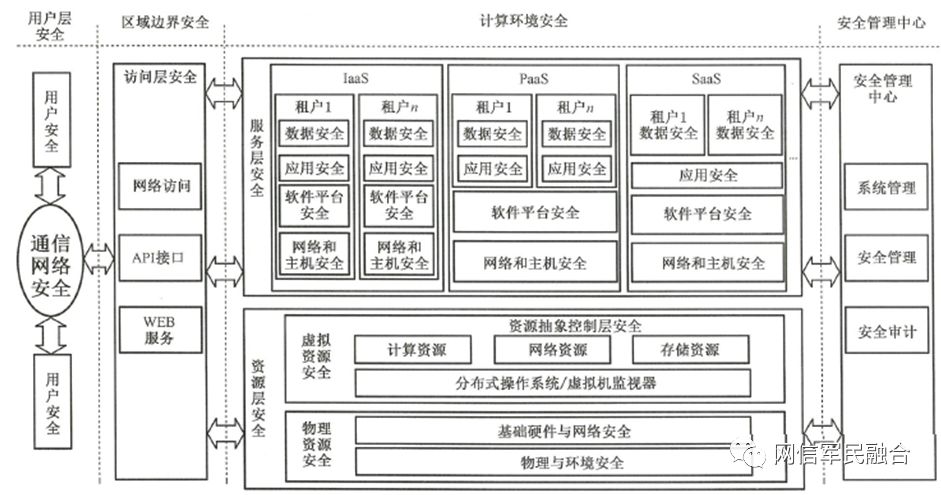 用户层
安全
区域边界安全
计算环境安全
安全管理中心
用户安全
通信
网络
安全
用户安全
访问层安全
网络访问
API接口
WEB
服务
服务层安全
IaaS
租户1
数据安全
应用安全
软件平台
安全
网络和
主机安全
租户n
数据安全
应用安全
软件平台
安全
网络和
主机安全
PaaS
租户1
数据安全
应用安全
租户n
数据安全
应用安全
软件平台安全
网络和主机安全
SaaS
租户1
数据安全
租户n
数据安全
应用安全
软件平台安全
网络和主机安全
...
资源层安全
虚拟
资源
安全
资源抽象控制层安全
计算资源
网络资源
存储资源
分布式操作系统/虚拟机监视器
物理
资源
安全
基础硬件与网络安全
物理与环境安全
安全管理
中心
系统管理
安全管理
安全审计
网信军民融合